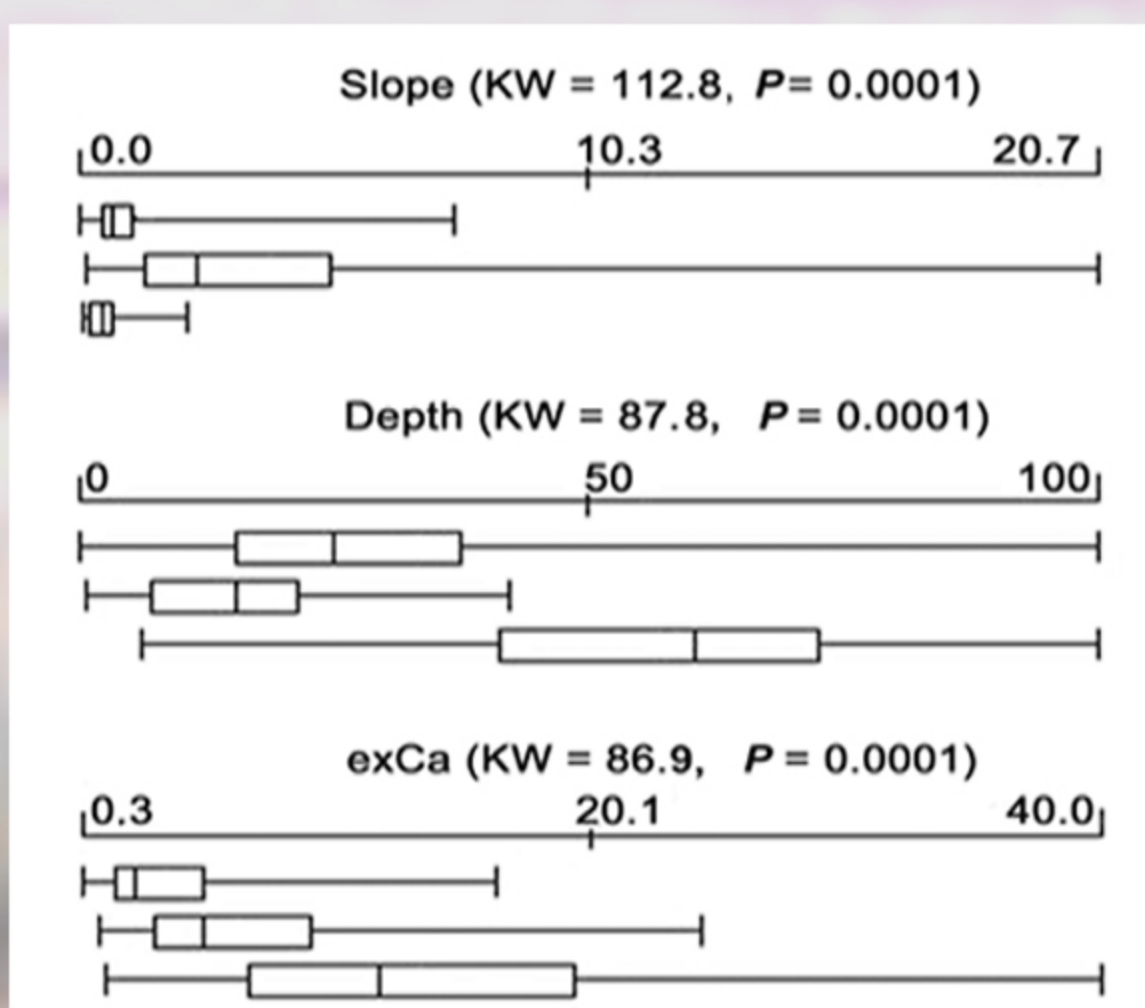 Slope (KW = 112.8, P= 0.0001)
0.0 10.3 20.7
Depth (KW = 87.8, P = 0.0001)
0 50 100
exCa (KW = 86.9, P = 0.0001)
0.3 20.1 40.0